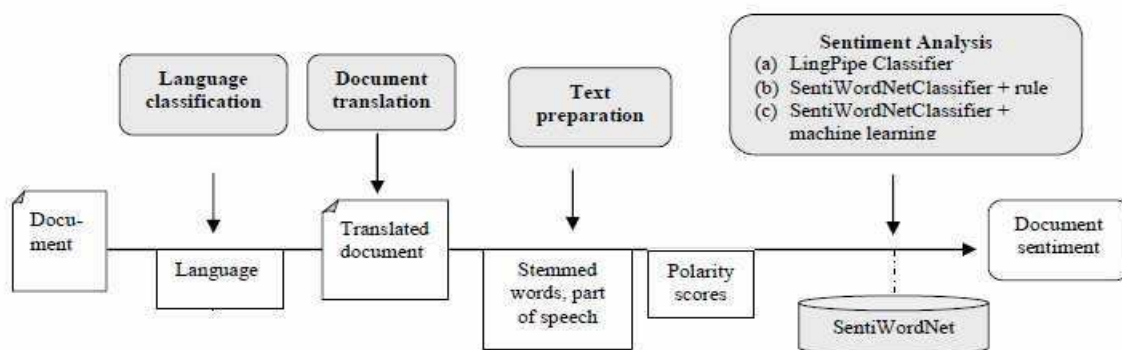 Sentiment Analysis
(a) LingPipe Classifier
(b) SentiWordNetClassifier + rule
(c) SentiWordNetClassifier +
machine learning
Language
classification
Document
translation
Text
preparation
Docu-
ment
Language
Translated
document
Stemmed
words, part
of speech
Polarity
scores
SentiWordNet
Document
sentiment